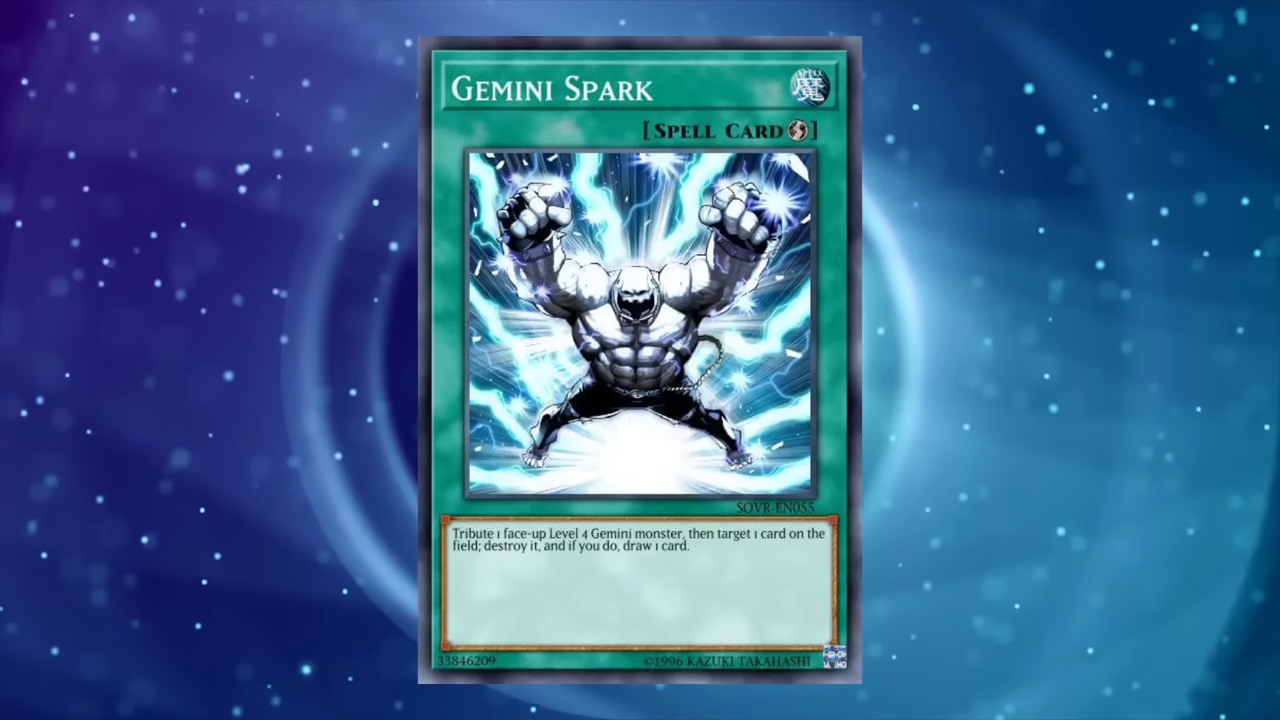 GEMINI SPARK
魔
[SPELL CARD]
SOVR-EN055
Tribute 1 face-up Level 4 Gemini monster, then target 1 card on the
field; destroy it, and if you do, draw 1 card.
33846209
©1996 KAZUKI TAKAHASHI